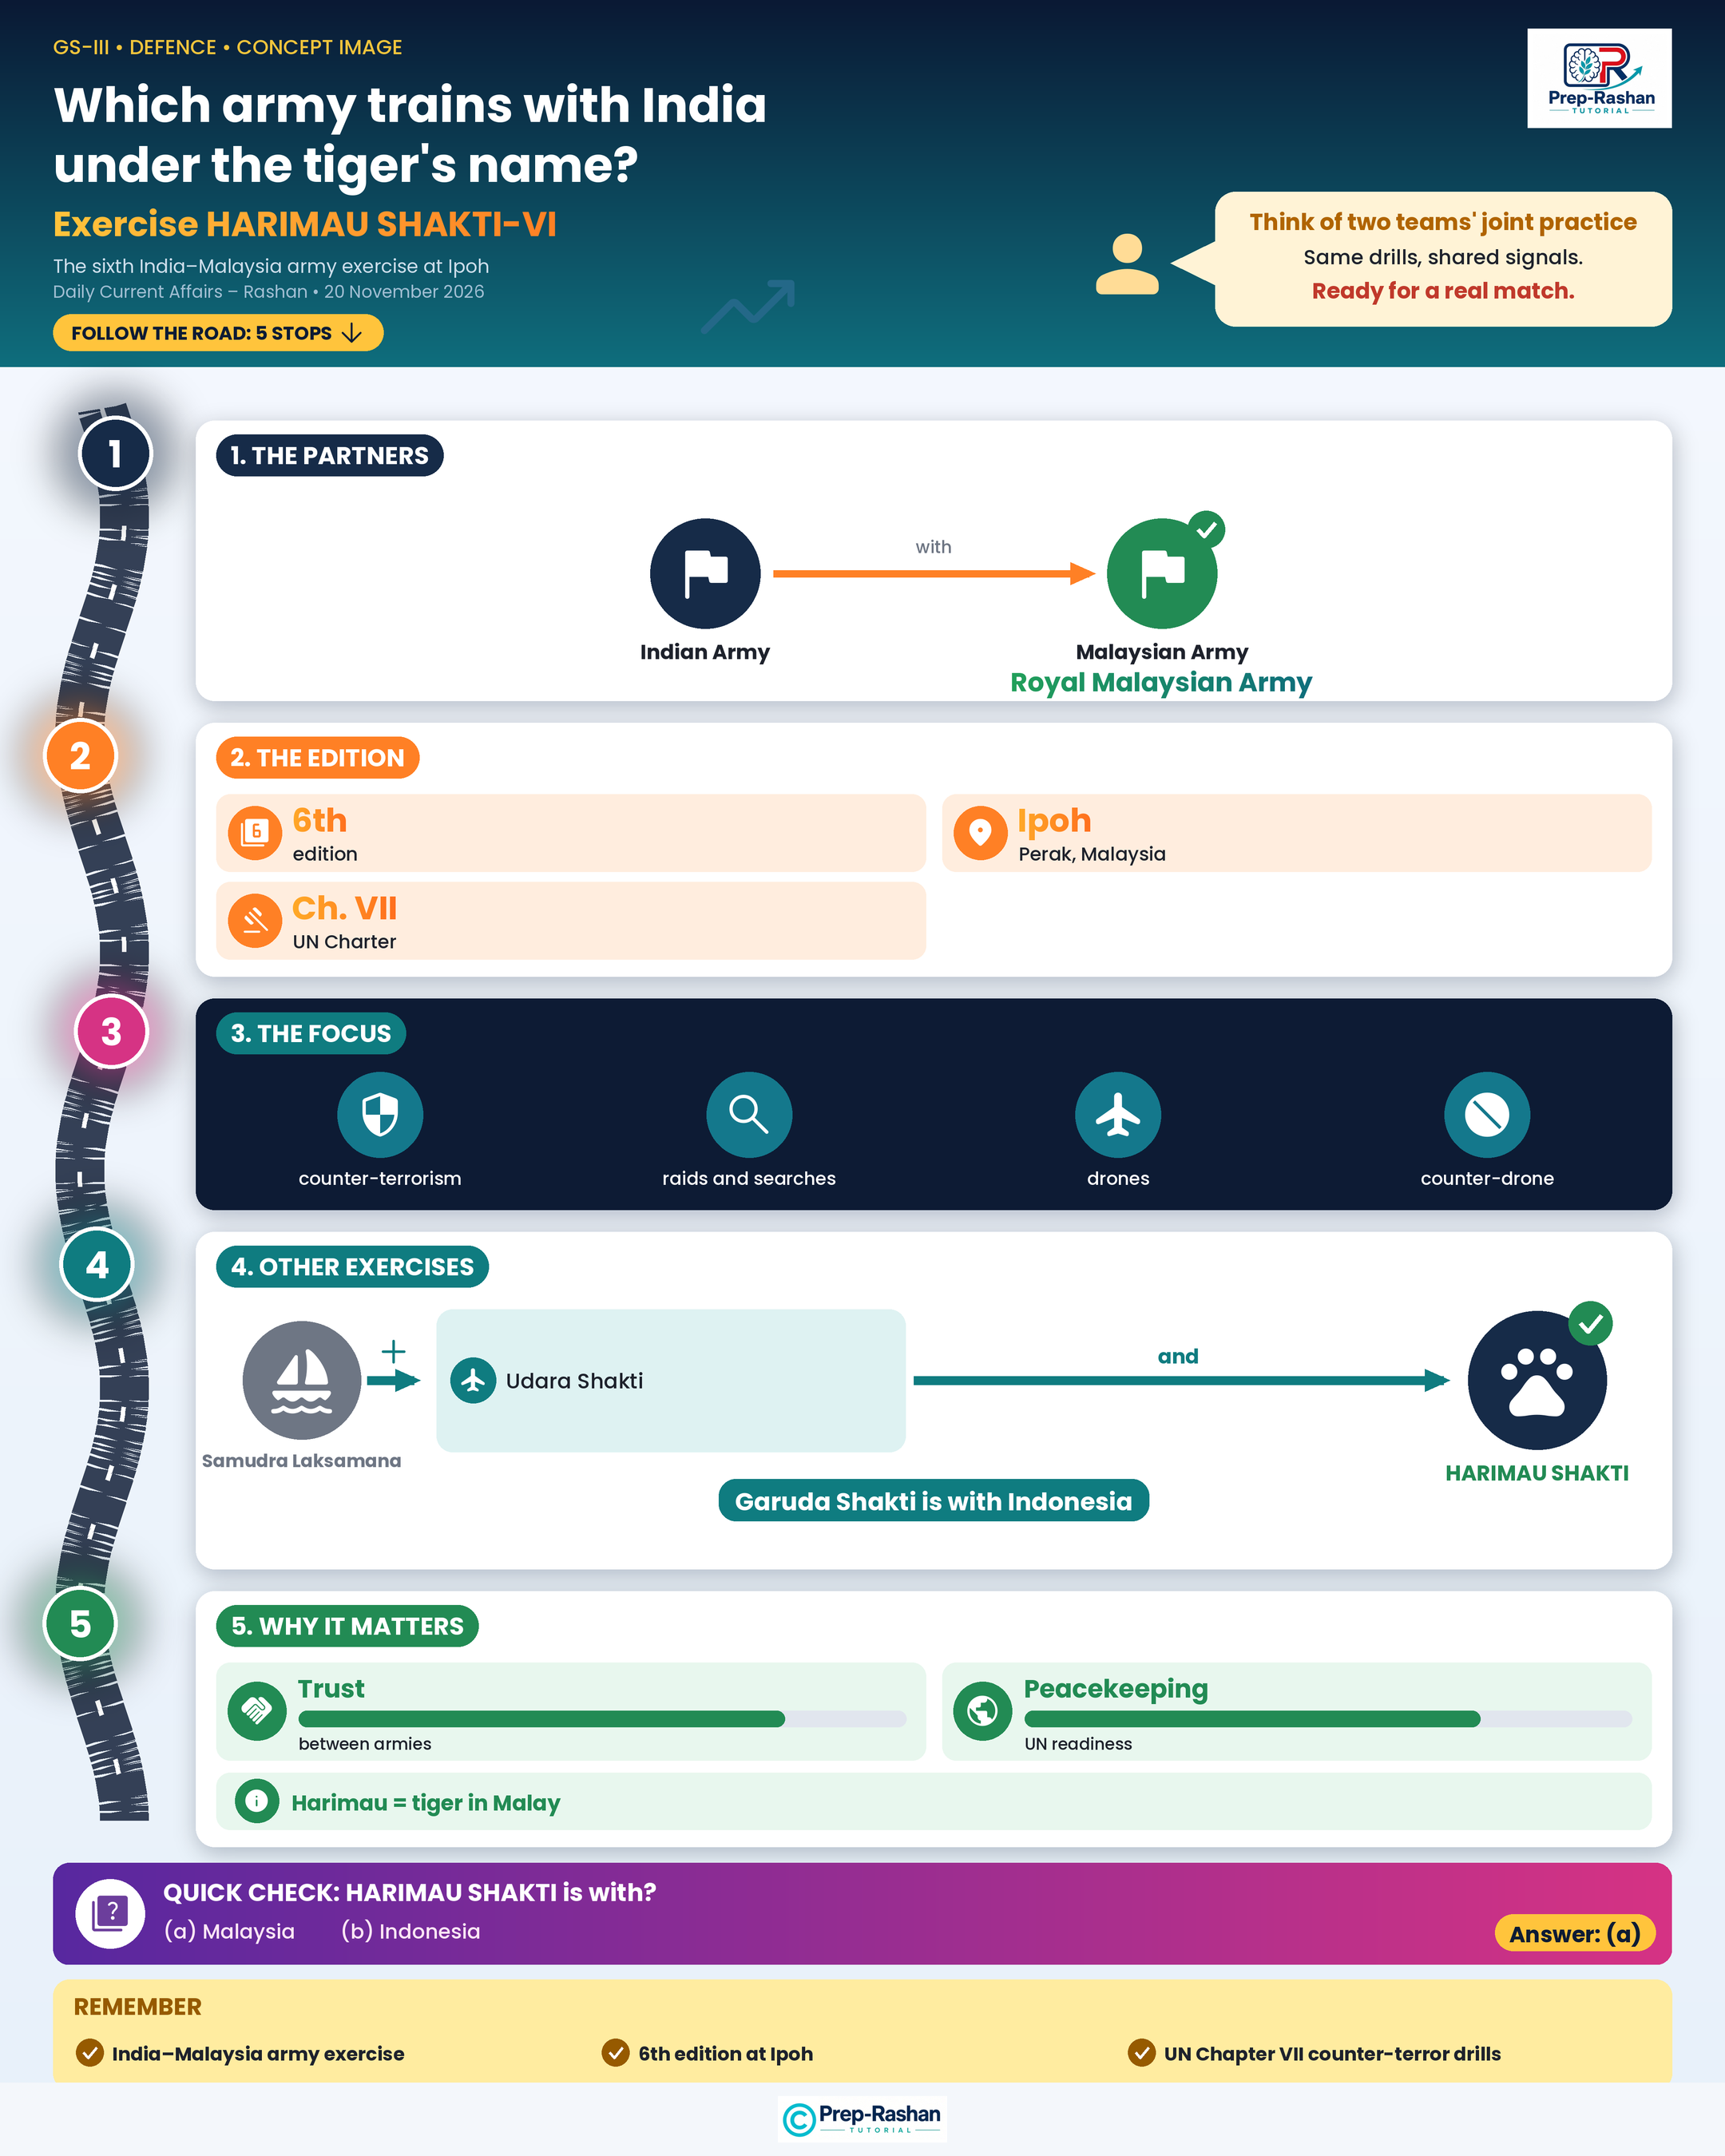 GS-III • DEFENCE • CONCEPT IMAGE
Which army trains with India
under the tiger's name?
Exercise HARIMAU SHAKTI-VI
The sixth India–Malaysia army exercise at Ipoh
Daily Current Affairs – Rashan • 20 November 2026
FOLLOW THE ROAD: 5 STOPS
Prep-Rashan
TUTORIAL
Think of two teams' joint practice
Same drills, shared signals.
Ready for a real match.
1
1. THE PARTNERS
with
Indian Army
Malaysian Army
Royal Malaysian Army
2
2. THE EDITION
6
6th
edition
Ipoh
Perak, Malaysia
Ch. VII
UN Charter
3
3. THE FOCUS
counter-terrorism
raids and searches
drones
counter-drone
4
4. OTHER EXERCISES
+
Udara Shakti
and
Samudra Laksamana
HARIMAU SHAKTI
Garuda Shakti is with Indonesia
5
5. WHY IT MATTERS
Trust
between armies
Peacekeeping
UN readiness
i
Harimau = tiger in Malay
?
QUICK CHECK: HARIMAU SHAKTI is with?
(a) Malaysia (b) Indonesia
Answer: (a)
REMEMBER
India–Malaysia army exercise
6th edition at Ipoh
UN Chapter VII counter-terror drills
© Prep-Rashan
TUTORIAL